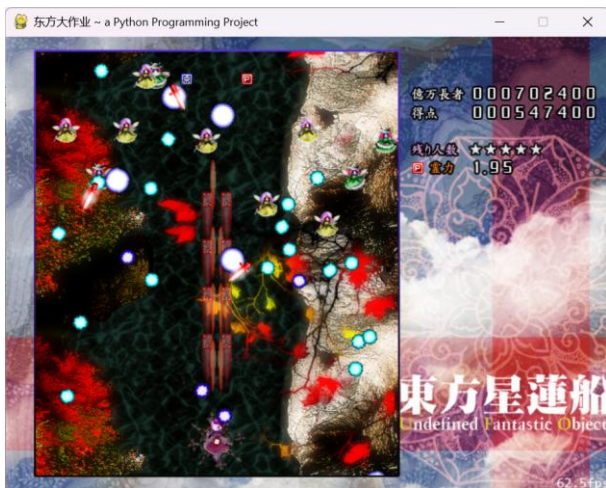 东方大作业 ~ a Python Programming Project
億万長者 000702400
得点 000547400
残り人数 ★★★★★
P 霊力 1.95
P
東方星蓮船
Undefined Fantastic Object
62.5fps